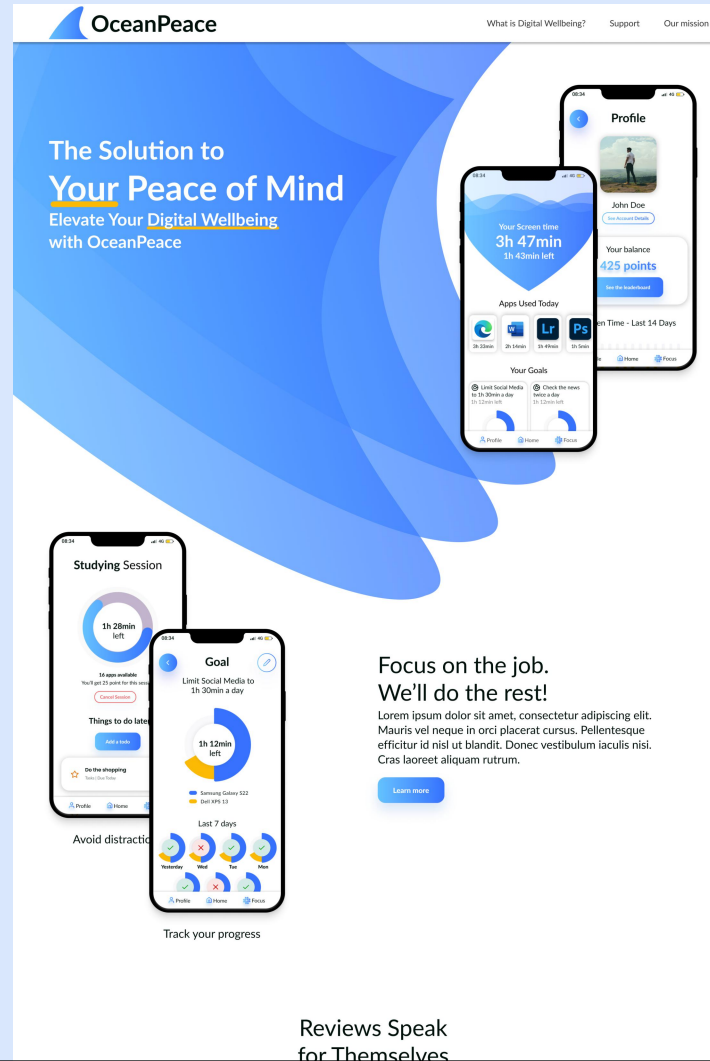 OceanPeace
What is Digital Wellbeing?
Support
Our mission
The Solution to
Your Peace of Mind
Elevate Your Digital Wellbeing
with OceanPeace
08:34
4G
Profile
John Doe
See Account Details
Your balance
425 points
See the leaderboard
en Time - Last 14 Days
Home
Focus
08:34
4G
Your Screen time
3h 47min
1h 43min left
Apps Used Today
W
Lr
Ps
3h 33min
2h 14min
1h 49min
1h 5min
Your Goals
Limit Social Media
to 1h 30min a day
1h 12min left
Check the news
twice a day
1h 12min left
Profile
Home
Focus
08:34
4G
Studying Session
1h 28min
left
16 apps available
You'll get 25 point for this
Cancel Session
Things to do late
Add a todo
Do the shopping
Profile
Home
Avoid distractio
08:34
4G
Goal
Limit Social Media to
1h 30min a day
1h 12min
left
Samsung Galaxy S22
Dell XPS 13
Last 7 days
Yesterday
Wed
Tue
Mon
Profile
Home
Focus
Track your progress
Focus on the job.
We'll do the rest!
Lorem ipsum dolor sit amet, consectetur adipiscing elit.
Mauris vel neque in orci placerat cursus. Pellentesque
efficitur id nisl ut blandit. Donec vestibulum iaculis nisi.
Cras laoreet aliquam rutrum.
Learn more
Reviews Speak
for Themselves